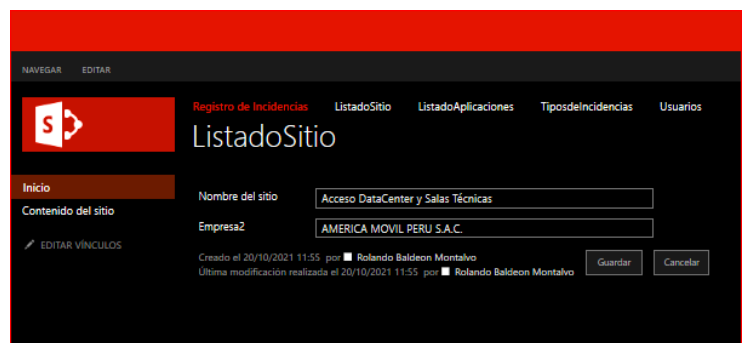 NAVEGAR EDITAR
S
Registro de Incidencias ListadoSitio ListadoAplicaciones TiposdeIncidencias Usuarios
ListadoSitio
Inicio
Contenido del sitio
EDITAR VÍNCULOS
Nombre del sitio Acceso DataCenter y Salas Técnicas
Empresa2 AMERICA MOVIL PERU S.A.C.
Creado el 20/10/2021 11:55 por Rolando Baldeon Montalvo
Última modificación realizada el 20/10/2021 11:55 por Rolando Baldeon Montalvo
Guardar Cancelar